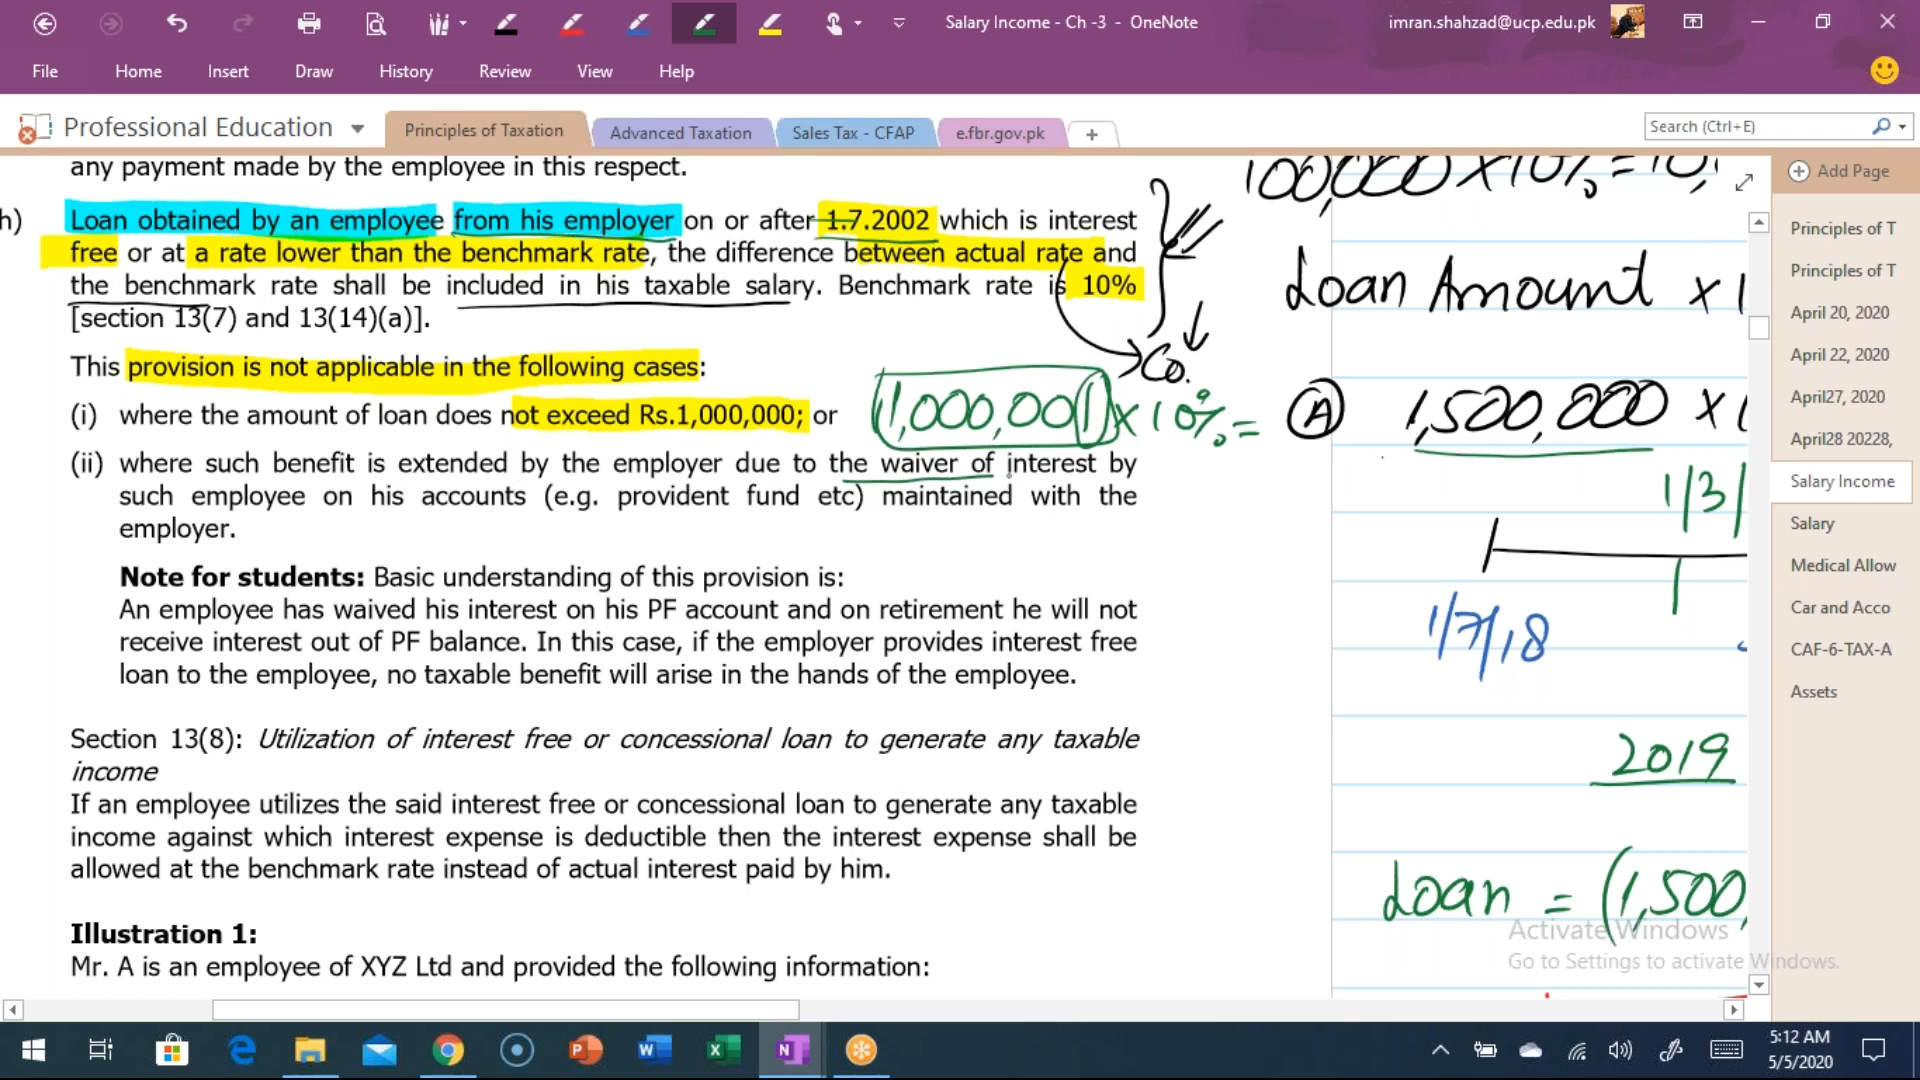 Salary Income - Ch -3 - OneNote
imran.shahzad@ucp.edu.pk
File Home Insert Draw History Review View Help
Professional Education
Principles of Taxation
Advanced Taxation
Sales Tax - CFAP
e.fbr.gov.pk
Search (Ctrl+E)
any payment made by the employee in this respect.
h) Loan obtained by an employee from his employer on or after 1.7.2002 which is interest
free or at a rate lower than the benchmark rate, the difference between actual rate and
the benchmark rate shall be included in his taxable salary. Benchmark rate is 10%
[section 13(7) and 13(14)(a)].
This provision is not applicable in the following cases:
(i) where the amount of loan does not exceed Rs.1,000,000; or
(ii) where such benefit is extended by the employer due to the waiver of interest by
such employee on his accounts (e.g. provident fund etc) maintained with the
employer.
Note for students: Basic understanding of this provision is:
An employee has waived his interest on his PF account and on retirement he will not
receive interest out of PF balance. In this case, if the employer provides interest free
loan to the employee, no taxable benefit will arise in the hands of the employee.
Section 13(8): Utilization of interest free or concessional loan to generate any taxable
income
If an employee utilizes the said interest free or concessional loan to generate any taxable
income against which interest expense is deductible then the interest expense shall be
allowed at the benchmark rate instead of actual interest paid by him.
Illustration 1:
Mr. A is an employee of XYZ Ltd and provided the following information:
Co.
1,000,001 × 10% =
100,000 × 10% = 10,
Loan Amount × 1
A 1,500,000 × 1
1/3/
1/7/18
2019
Loan = (1,500,
Activate Windows
Go to Settings to activate Windows.
Add Page
Principles of T
Principles of T
April 20, 2020
April 22, 2020
April27, 2020
April28 20228,
Salary Income
Salary
Medical Allow
Car and Acco
CAF-6-TAX-A
Assets
5:12 AM
5/5/2020